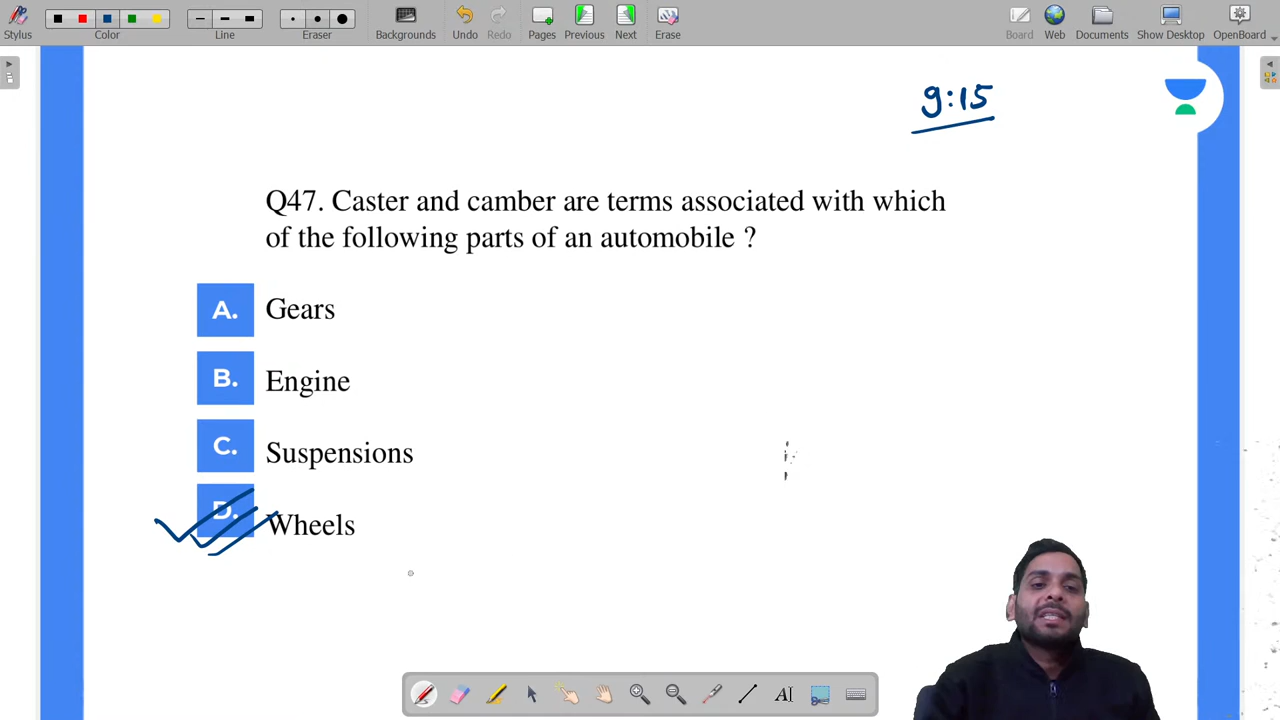 Stylus
Color
Line
Eraser
Backgrounds
Undo
Redo
Pages
Previous
Next
Erase
Board
Web
Documents
Show Desktop
OpenBoard
9:15
Q47. Caster and camber are terms associated with which
of the following parts of an automobile ?
A. Gears
B. Engine
C. Suspensions
D. Wheels